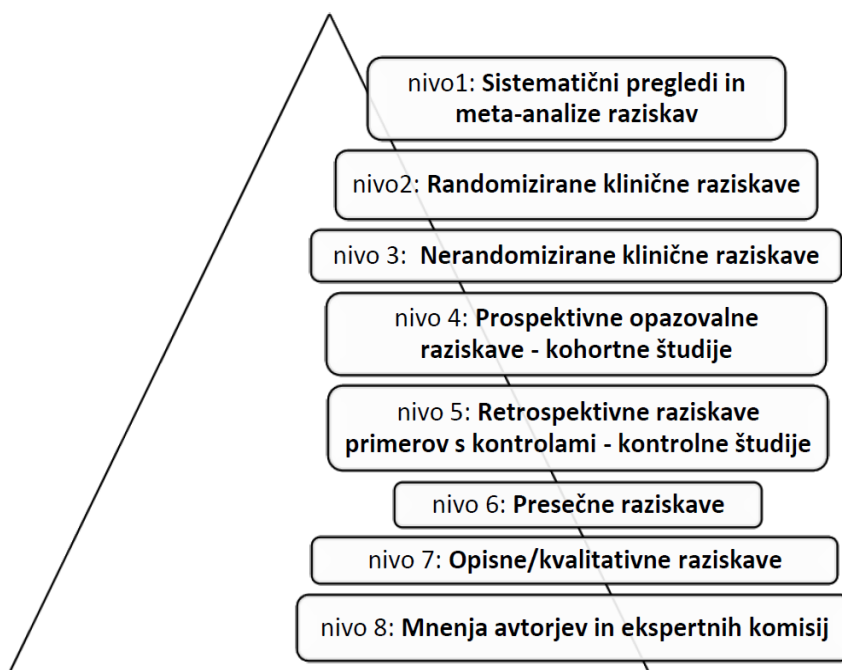 nivo1: Sistematični pregledi in
meta-analize raziskav
nivo2: Randomizirane klinične raziskave
nivo 3: Nerandomizirane klinične raziskave
nivo 4: Prospektivne opazovalne
raziskave - kohortne študije
nivo 5: Retrospektivne raziskave
primerov s kontrolami - kontrolne študije
nivo 6: Presečne raziskave
nivo 7: Opisne/kvalitativne raziskave
nivo 8: Mnenja avtorjev in ekspertnih komisij